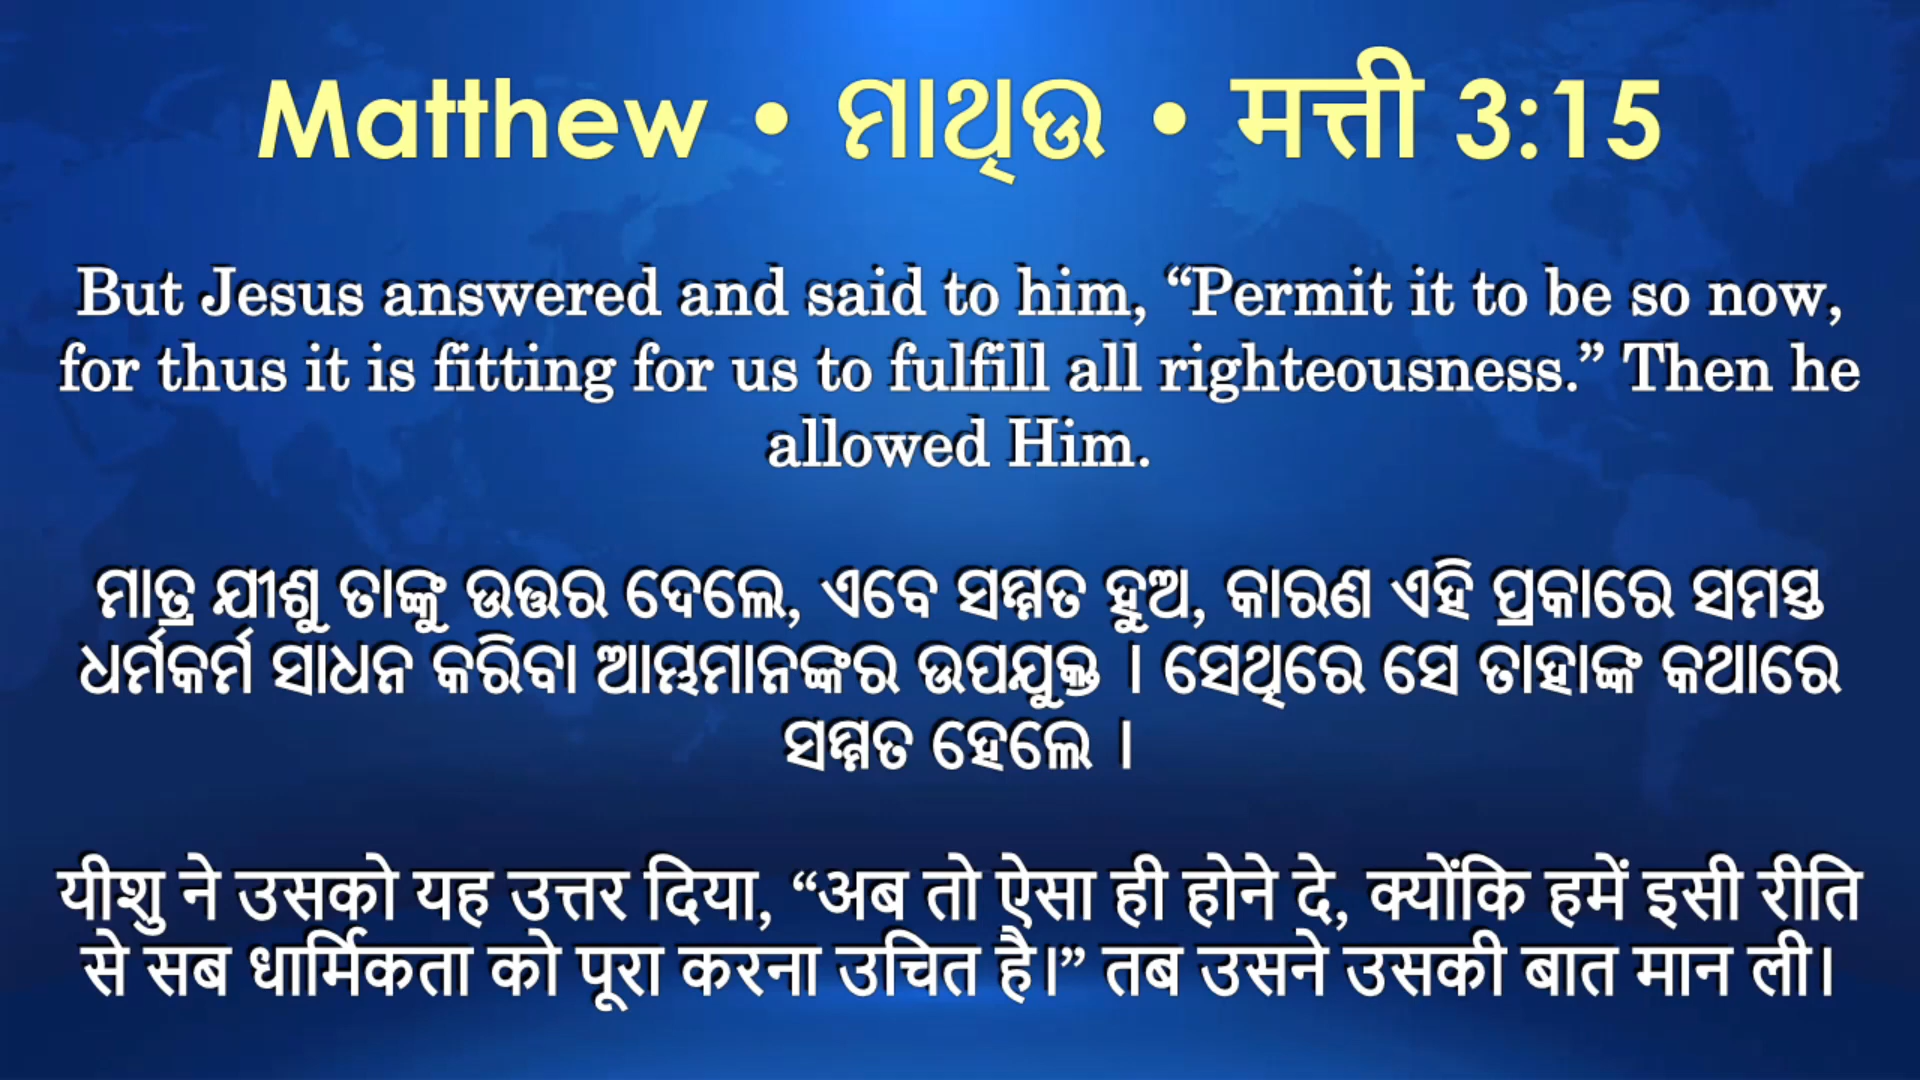 Matthew • ମାଥିଉ • मत्ती 3:15
But Jesus answered and said to him, “Permit it to be so now,
for thus it is fitting for us to fulfill all righteousness.” Then he
allowed Him.
ମାତ୍ର ଯୀଶୁ ତାଙ୍କୁ ଉତ୍ତର ଦେଲେ, ଏବେ ସମ୍ମତ ହୁଅ, କାରଣ ଏହି ପ୍ରକାରେ ସମସ୍ତ
ଧର୍ମକର୍ମ ସାଧନ କରିବା ଆମ୍ଭମାନଙ୍କର ଉପଯୁକ୍ତ । ସେଥିରେ ସେ ତାହାଙ୍କ କଥାରେ
ସମ୍ମତ ହେଲେ ।
यीशु ने उसको यह उत्तर दिया, “अब तो ऐसा ही होने दे, क्योंकि हमें इसी रीति
से सब धार्मिकता को पूरा करना उचित है।” तब उसने उसकी बात मान ली।